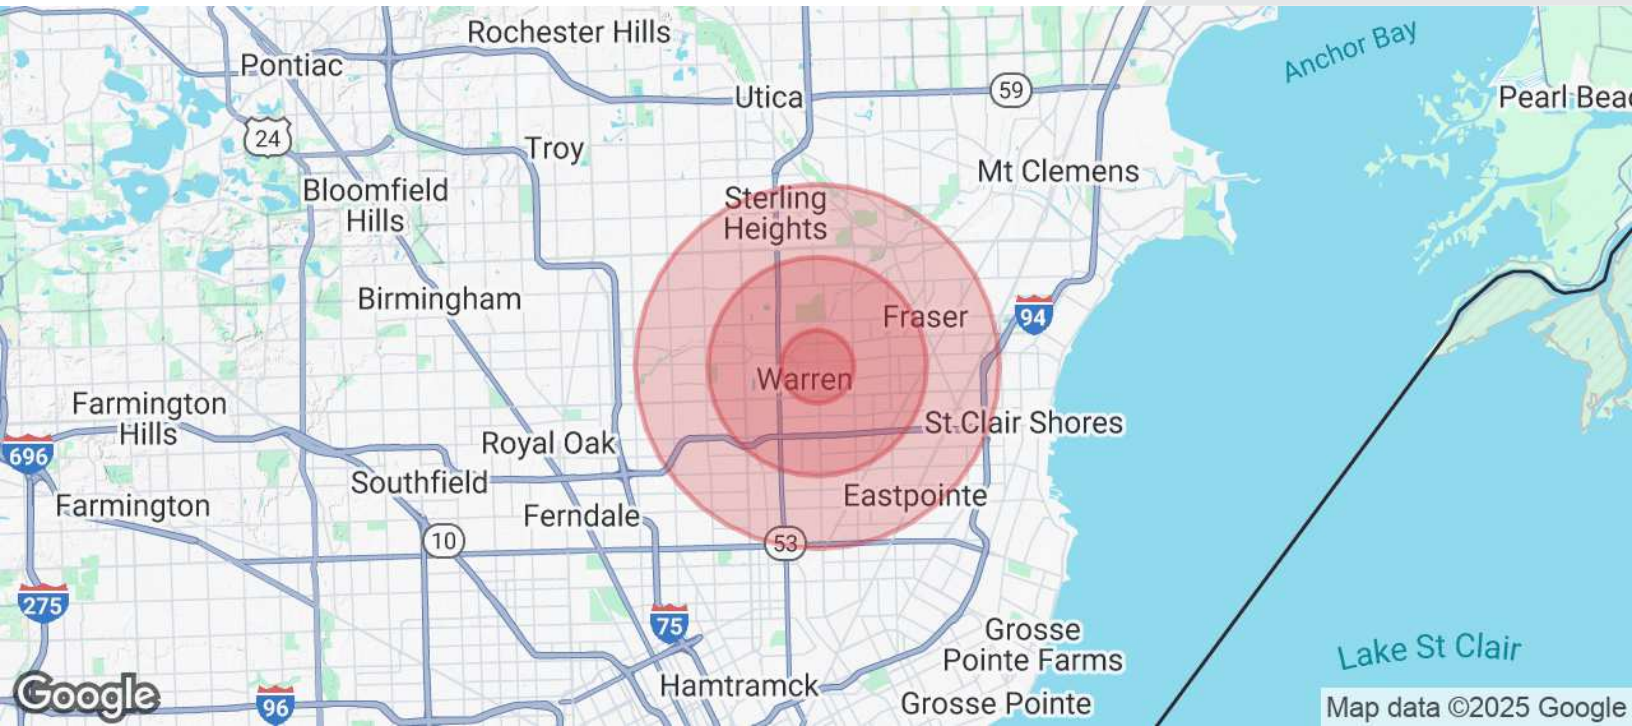 Rochester Hills
Anchor Bay
Pontiac
Utica
59
Pearl Beac
24
Troy
Mt Clemens
Bloomfield
Hills
Sterling
Heights
Birmingham
Fraser
94
Warren
Farmington
Hills
St Clair Shores
Royal Oak
696
Southfield
Eastpointe
Farmington
Ferndale
10
53
275
75
Grosse
Pointe Farms
Lake St Clair
Hamtramck
Google
96
Grosse Pointe
Map data ©2025 Google